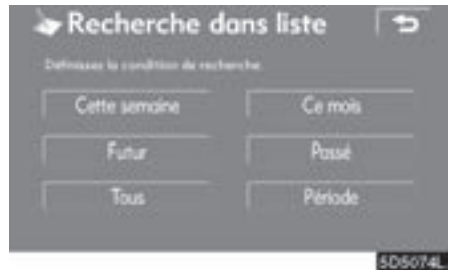 Recherche dans liste
Définissez la condition de recherche.
Cette semaine
Ce mois
Futur
Passé
Tous
Période
5D5074L